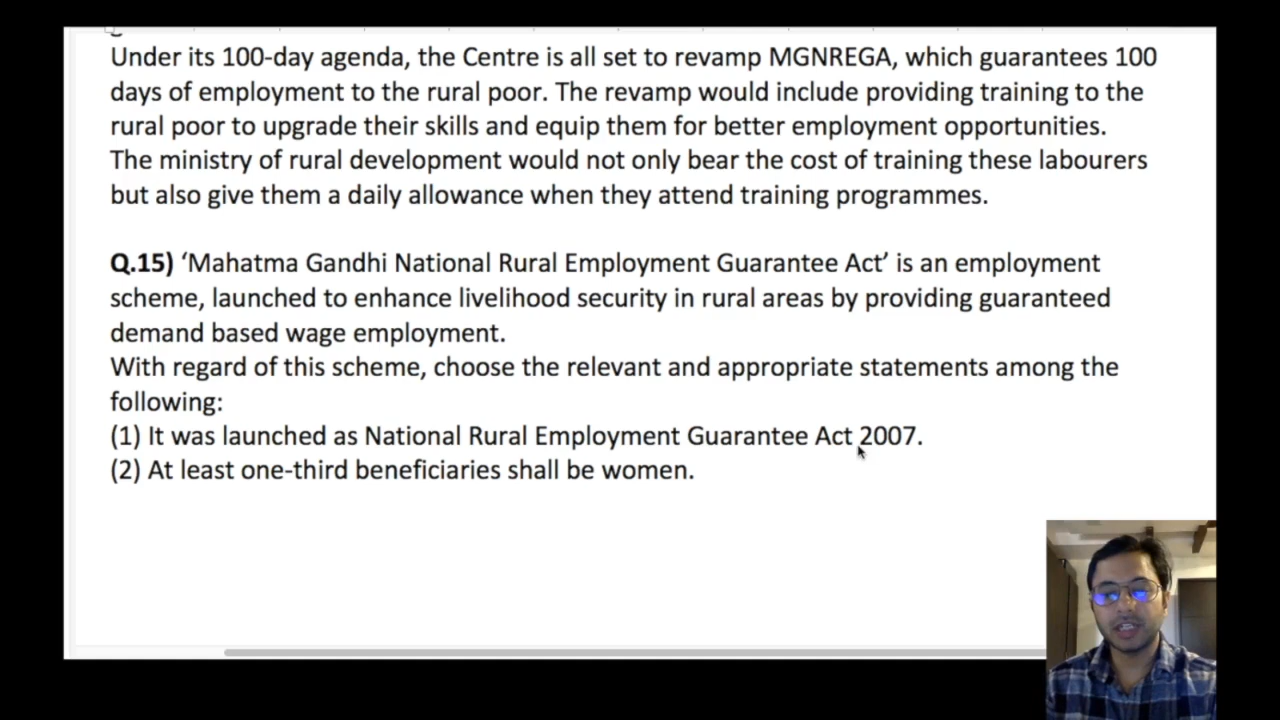 Under its 100-day agenda, the Centre is all set to revamp MGNREGA, which guarantees 100
days of employment to the rural poor. The revamp would include providing training to the
rural poor to upgrade their skills and equip them for better employment opportunities.
The ministry of rural development would not only bear the cost of training these labourers
but also give them a daily allowance when they attend training programmes.
Q.15) ‘Mahatma Gandhi National Rural Employment Guarantee Act’ is an employment
scheme, launched to enhance livelihood security in rural areas by providing guaranteed
demand based wage employment.
With regard of this scheme, choose the relevant and appropriate statements among the
following:
(1) It was launched as National Rural Employment Guarantee Act 2007.
(2) At least one-third beneficiaries shall be women.